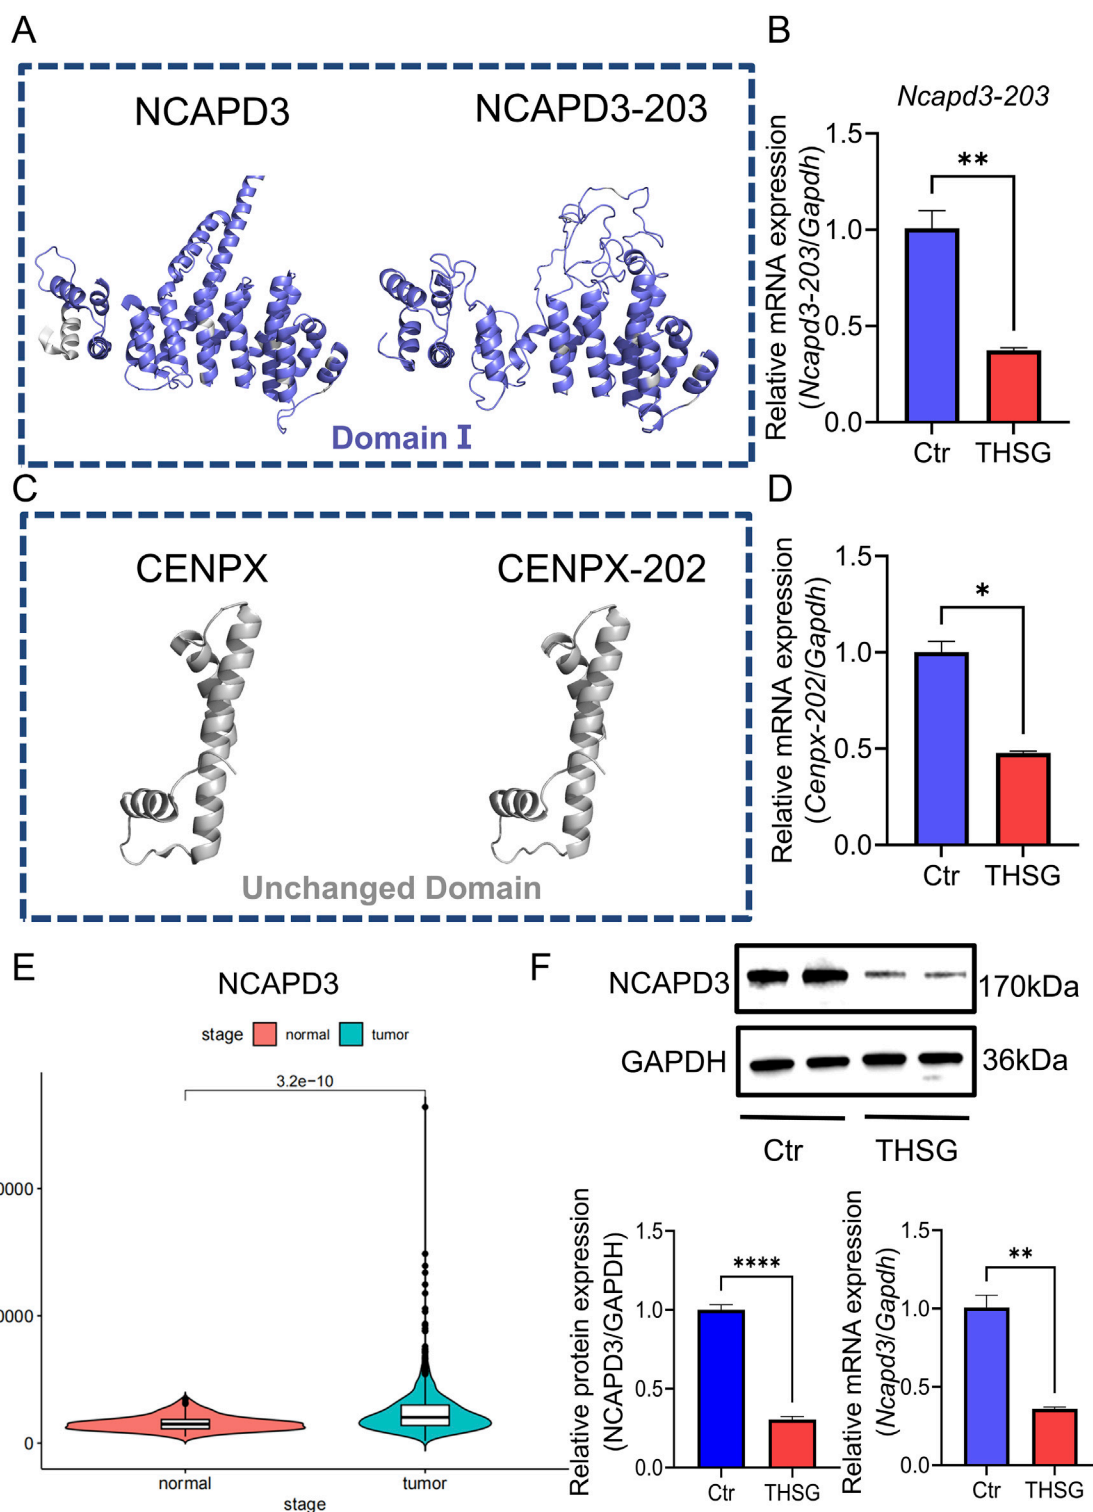 A
NCAPD3
NCAPD3-203
Domain I
B
Ncapd3-203
Relative mRNA expression
(Ncapd3-203/Gapdh)
1.5
1.0
0.5
0.0
**
Ctr
THSG
C
CENPX
CENPX-202
Unchanged Domain
D
Relative mRNA expression
(Cenpx-202/Gapdh)
1.5
1.0
0.5
0.0
*
Ctr
THSG
E
NCAPD3
stage
normal
tumor
3.2e−10
0000
0000
0
normal
tumor
stage
F
NCAPD3
170kDa
GAPDH
36kDa
Ctr
THSG
Relative protein expression
(NCAPD3/GAPDH)
1.5
1.0
0.5
0.0
****
Ctr
THSG
Relative mRNA expression
(Ncapd3/Gapdh)
1.5
1.0
0.5
0.0
**
Ctr
THSG